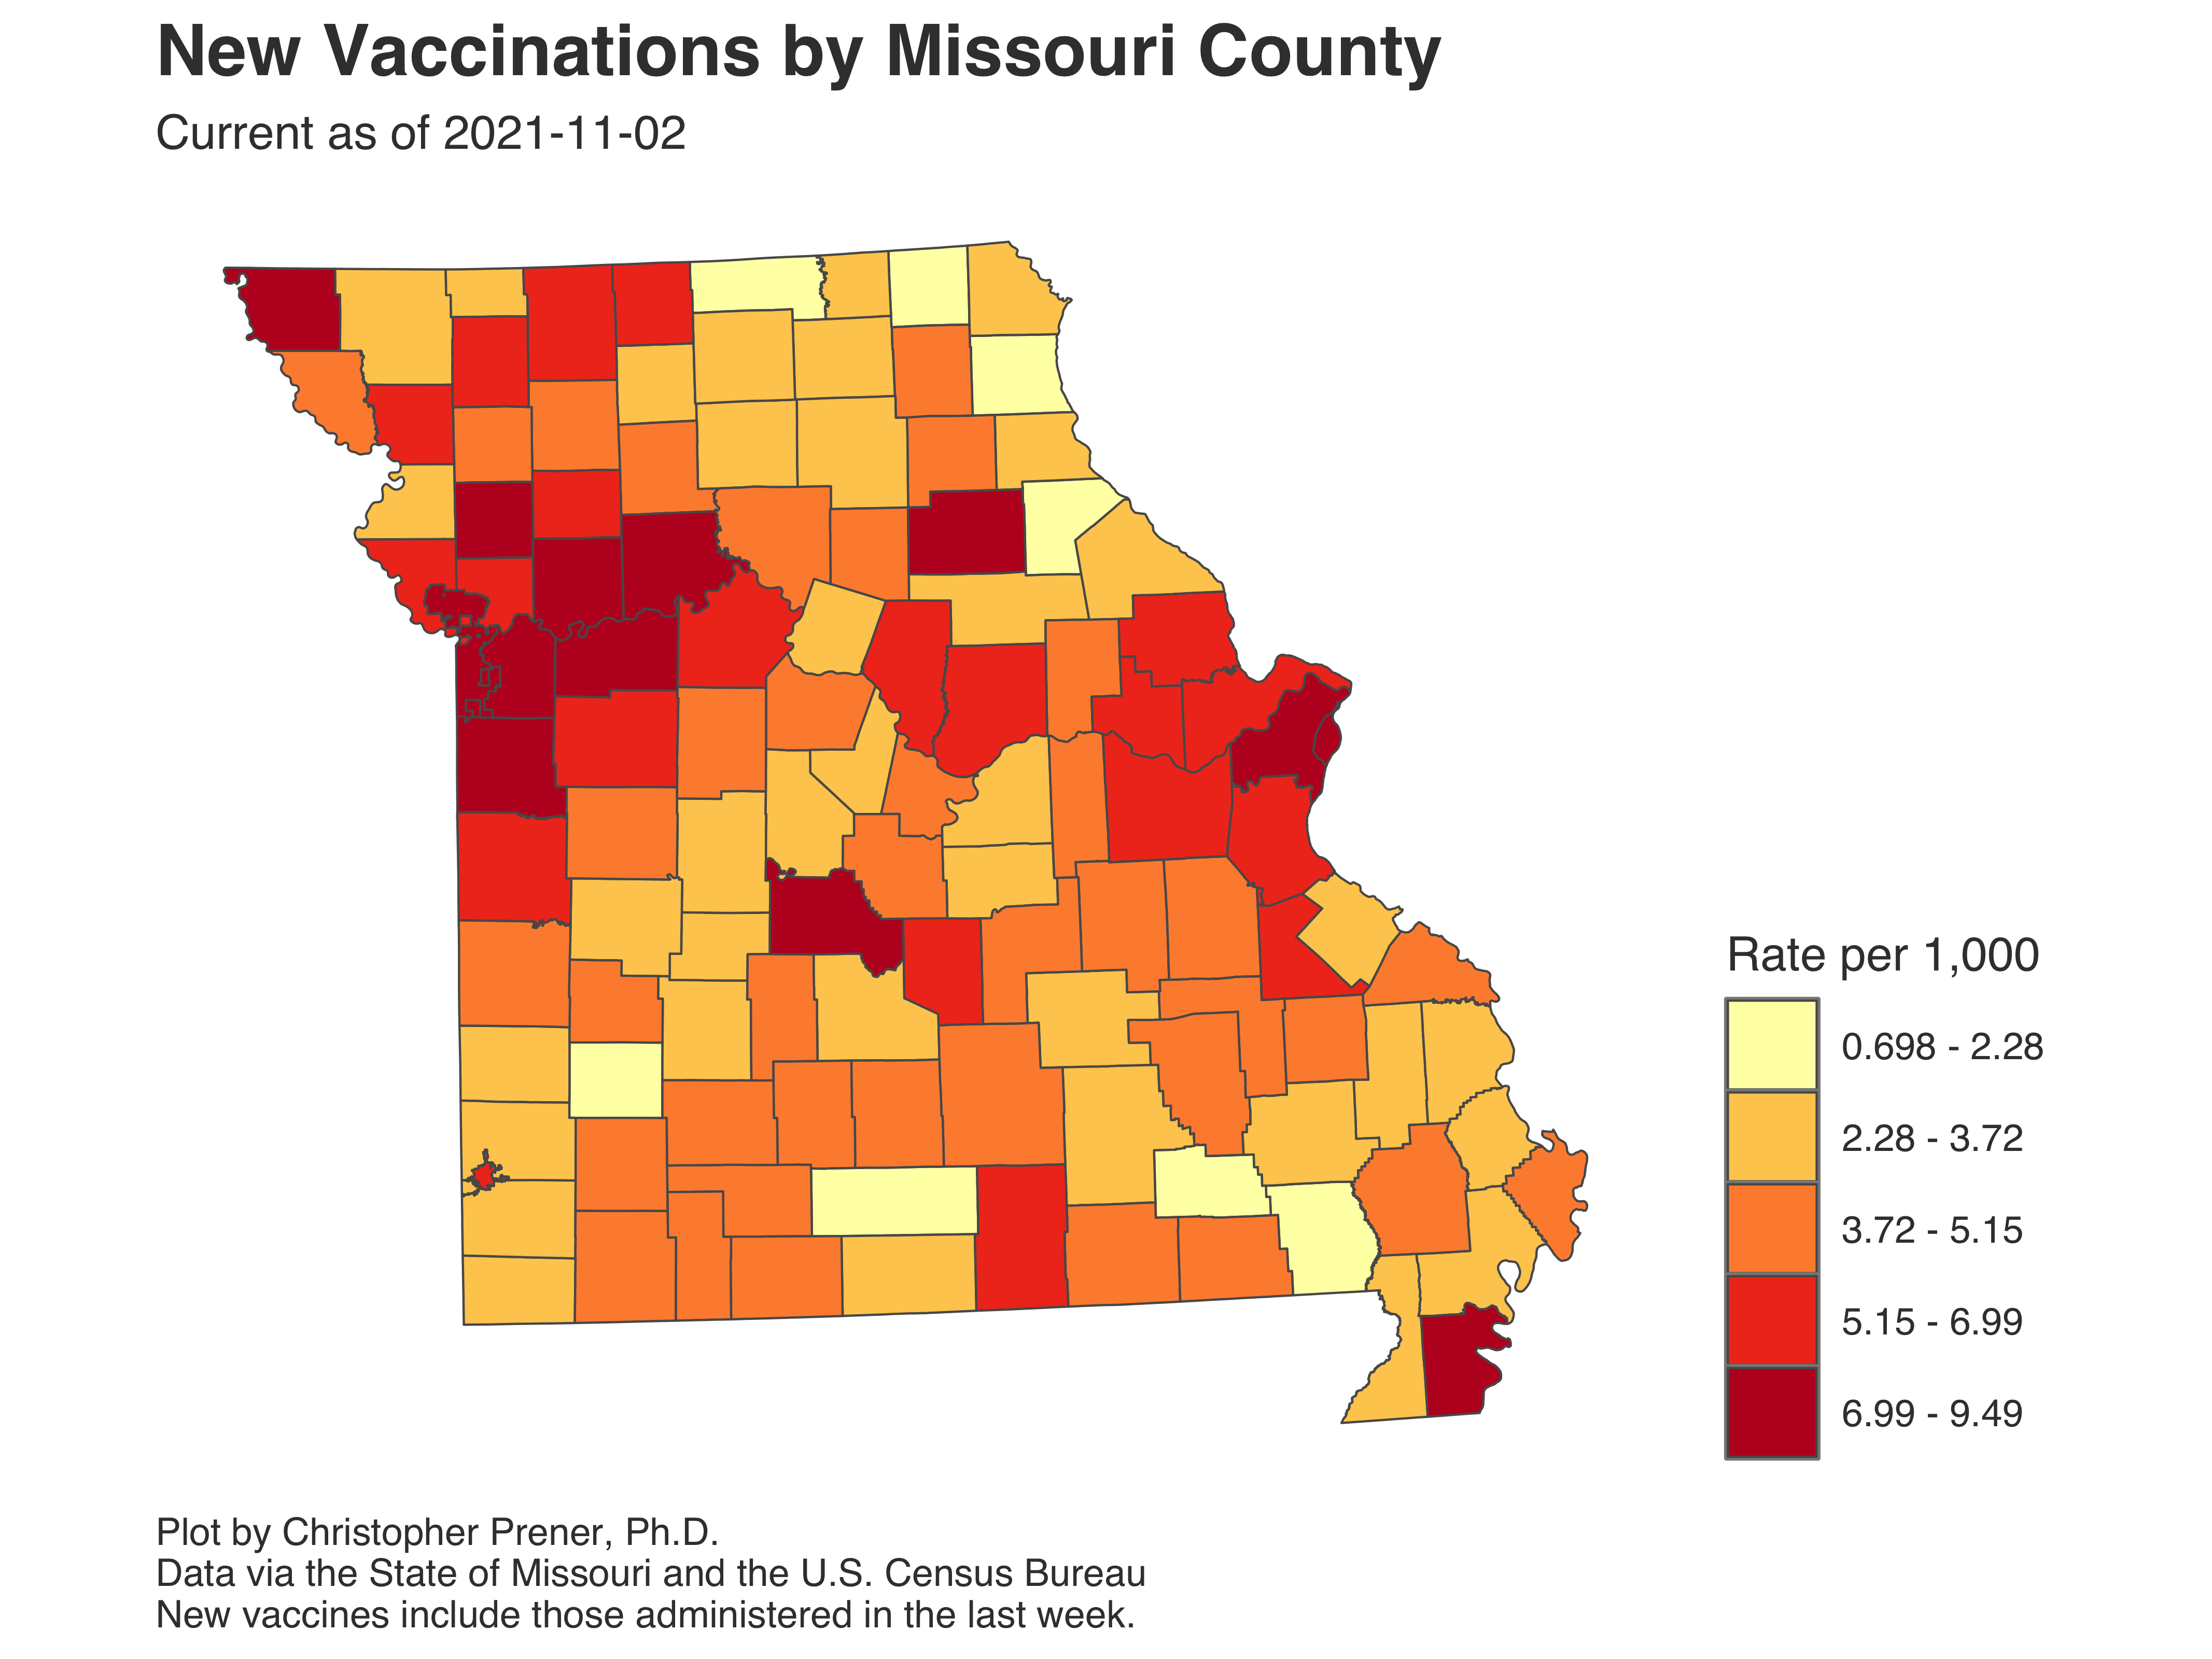 New Vaccinations by Missouri County
Current as of 2021-11-02
Rate per 1,000
0.698 - 2.28
2.28 - 3.72
3.72 - 5.15
5.15 - 6.99
6.99 - 9.49
Plot by Christopher Prener, Ph.D.
Data via the State of Missouri and the U.S. Census Bureau
New vaccines include those administered in the last week.